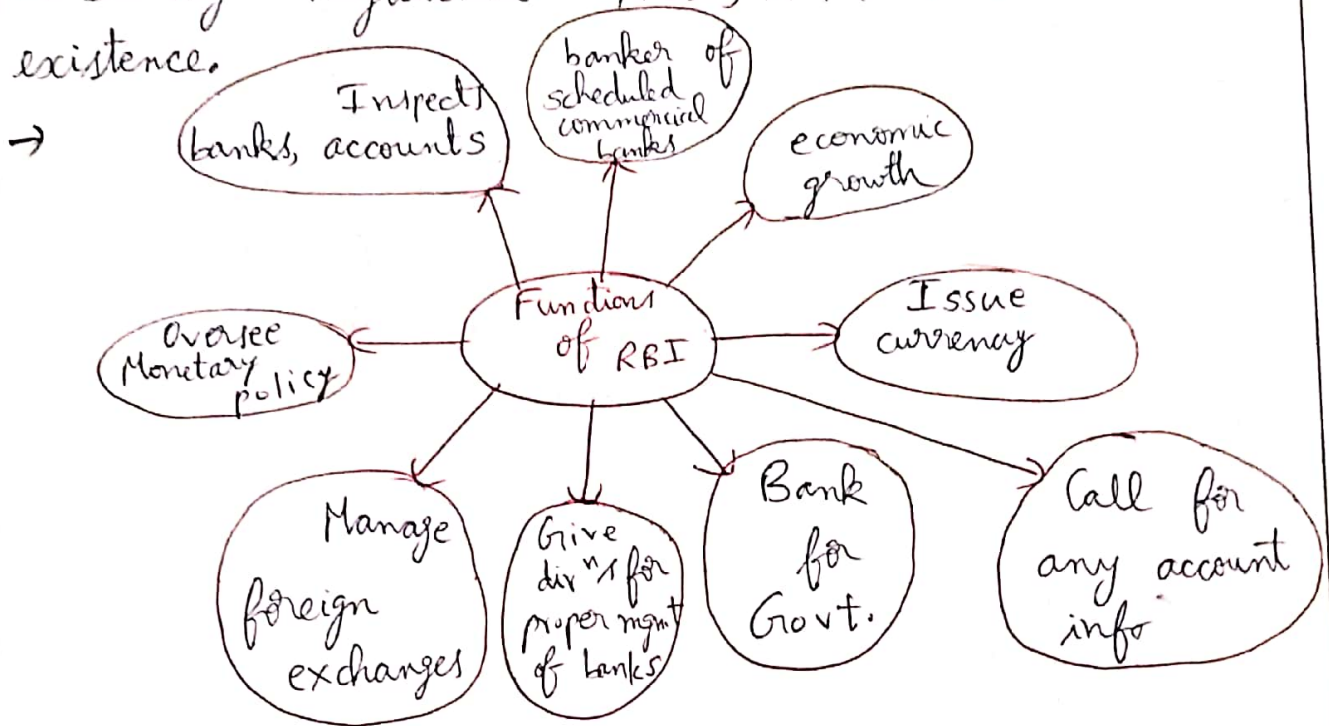 existence.
→
Inspects
banks, accounts
banker of
scheduled
commercial
banks
economic
growth
Functions
of RBI
Issue
currency
Oversee
Monetary
policy
Manage
foreign
exchanges
Give
dirⁿs for
proper mgmt
of banks
Bank
for
Govt.
Call for
any account
info